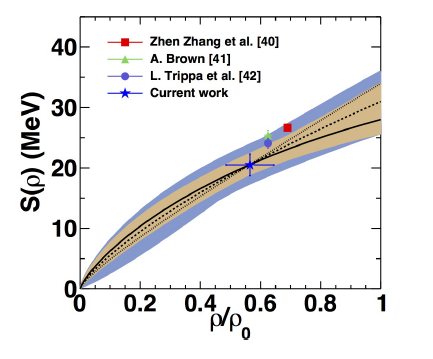 40
30
20
10
0
S(ρ) (MeV)
Zhen Zhang et al. [40]
A. Brown [41]
L. Trippa et al. [42]
Current work
0 0.2 0.4 0.6 0.8 1
ρ/ρ0